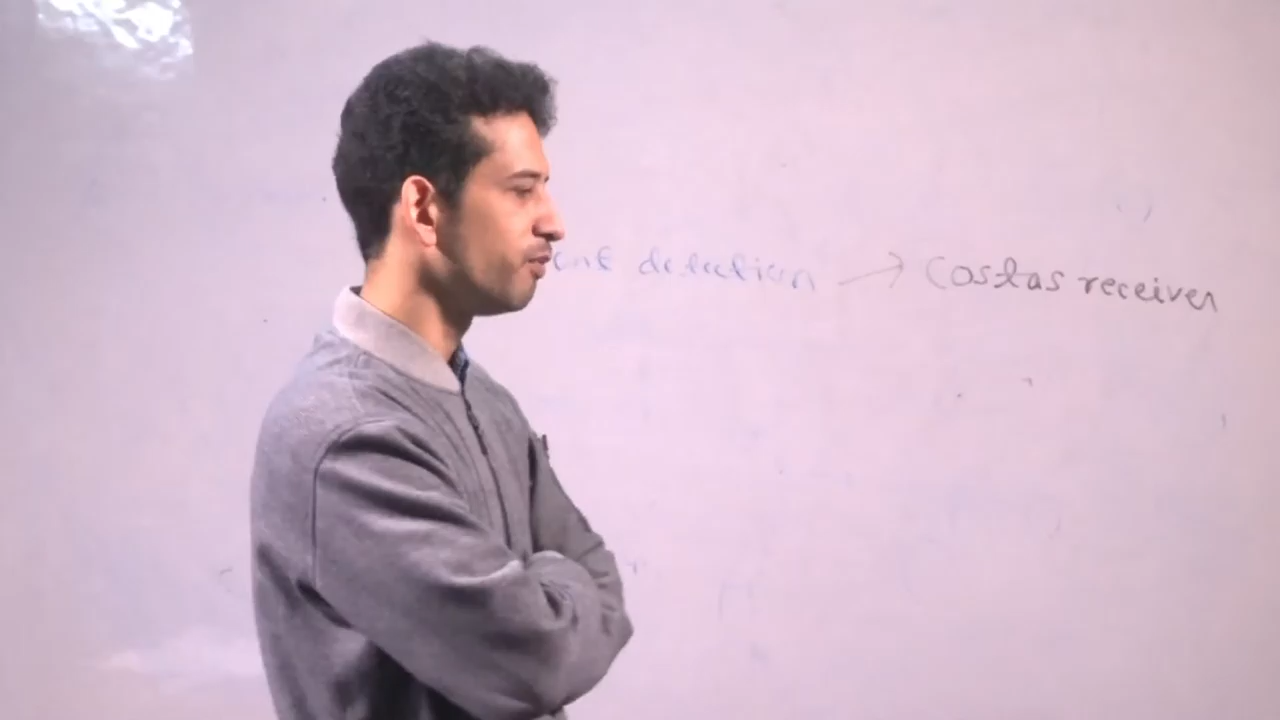 detection → Costas receiver